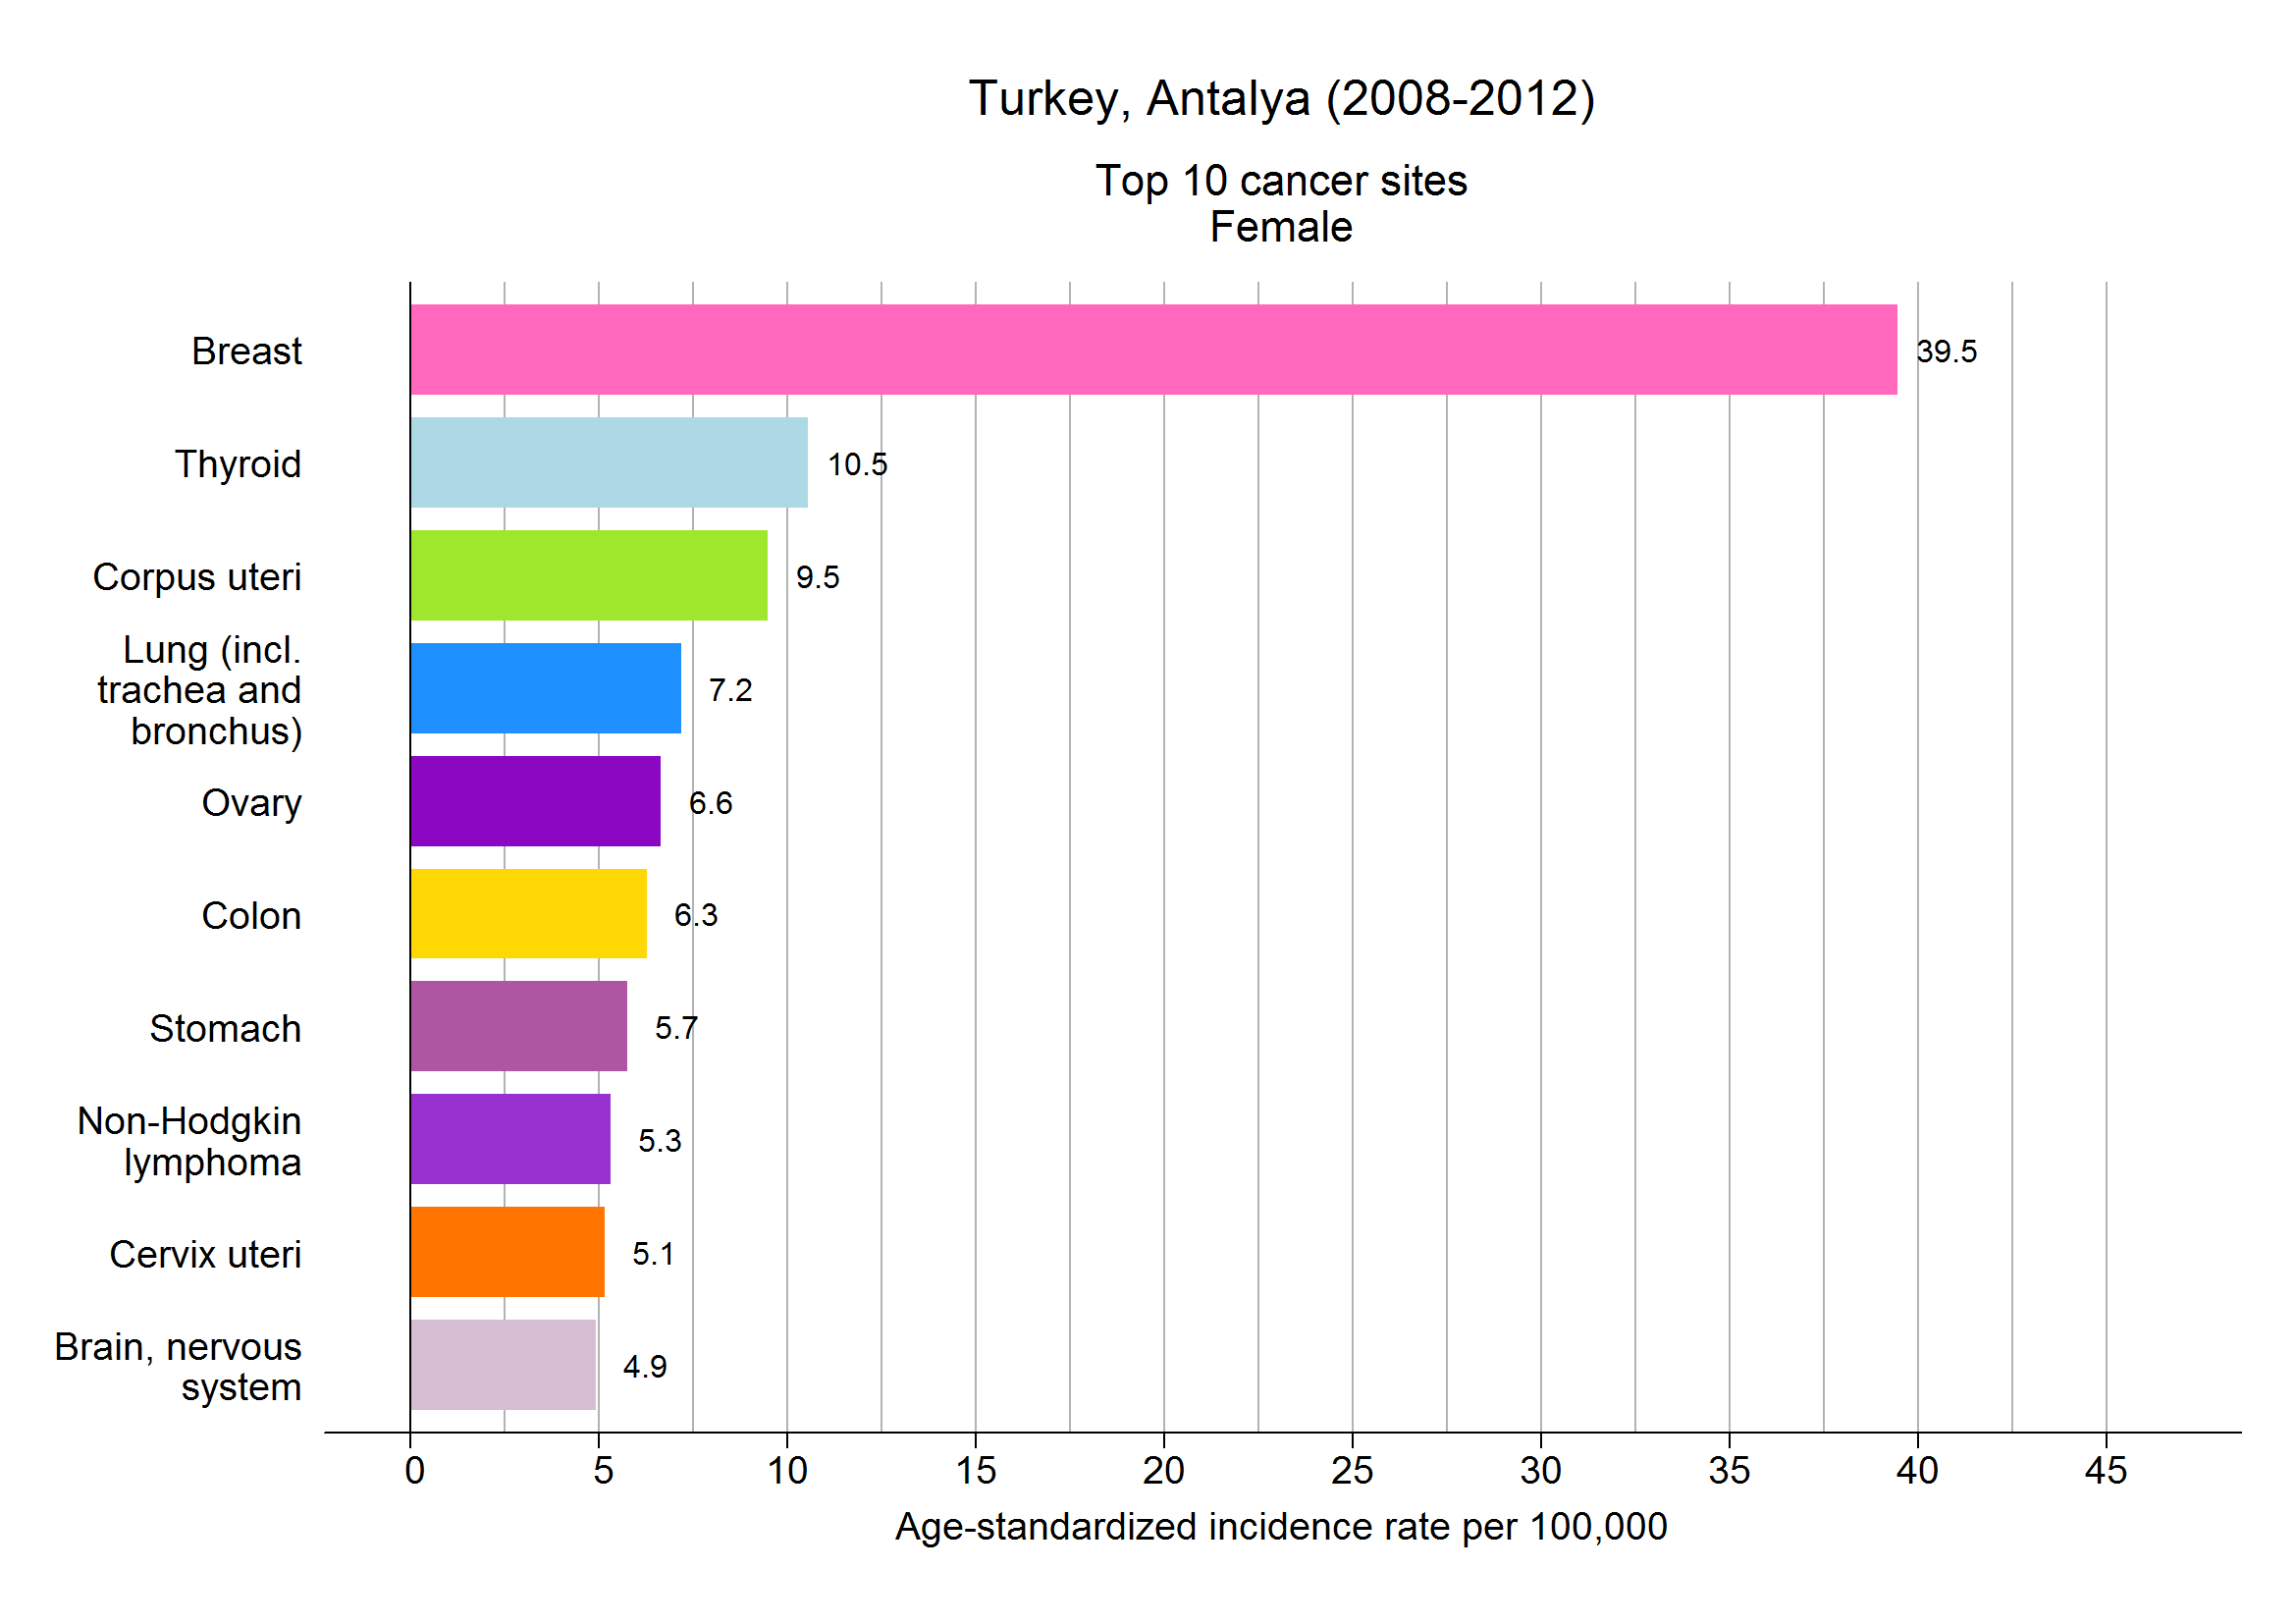 Turkey, Antalya (2008-2012)
Top 10 cancer sites
Female
Breast
39.5
Thyroid
10.5
Corpus uteri
9.5
Lung (incl.
trachea and
bronchus)
7.2
Ovary
6.6
Colon
6.3
Stomach
5.7
Non-Hodgkin
lymphoma
5.3
Cervix uteri
5.1
Brain, nervous
system
4.9
0 5 10 15 20 25 30 35 40 45
Age-standardized incidence rate per 100,000